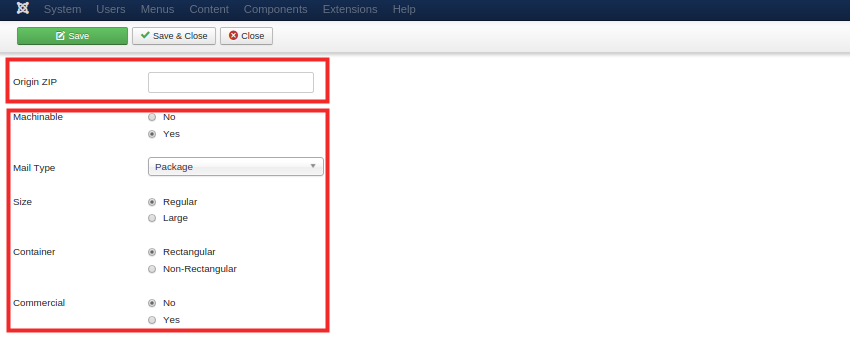 System Users Menus Content Components Extensions Help
Save Save & Close Close
Origin ZIP
Machinable No
Yes
Mail Type Package
Size Regular
Large
Container Rectangular
Non-Rectangular
Commercial No
Yes